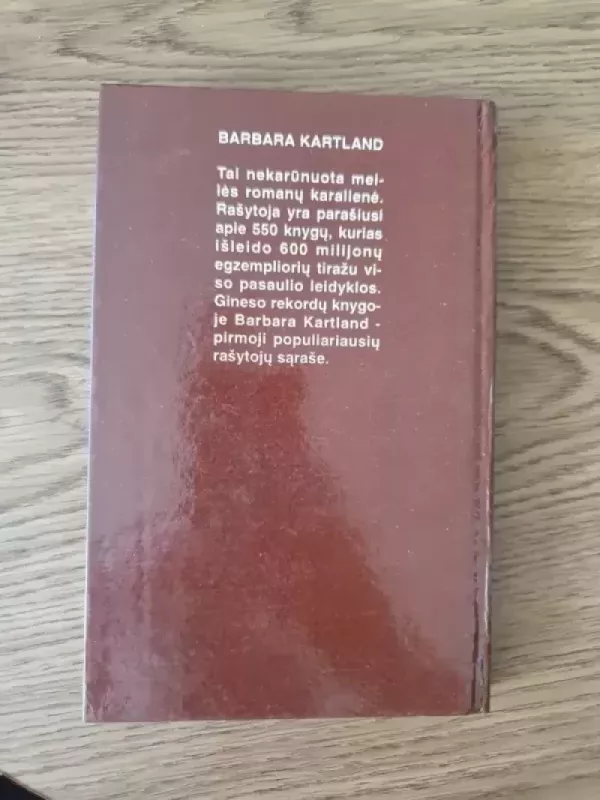 BARBARA KARTLAND
Tai nekarūnuota mei-
lės romanų karalienė.
Rašytoja yra parašiusi
apie 550 knygų, kurias
išleido 600 milijonų
egzempliorių tiražu vi-
so pasaulio leidyklos.
Gineso rekordų knygo-
je Barbara Kartland -
pirmoji populiariausių
rašytojų sąraše.